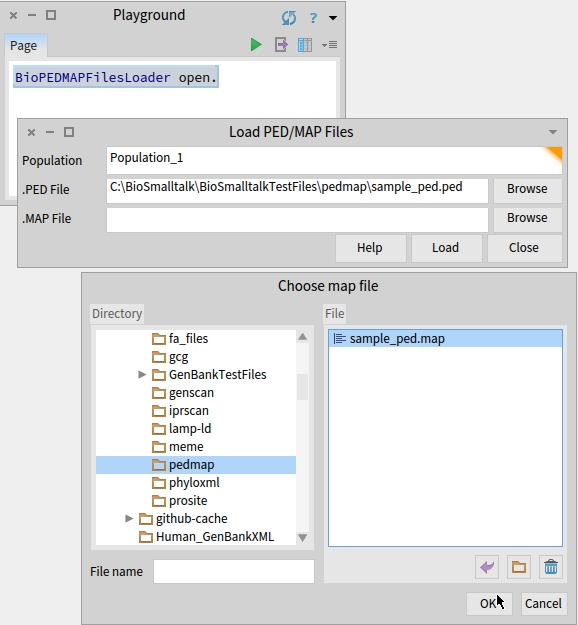 Playground
?
Page
BioPEDMAPFilesLoader open.
Load PED/MAP Files
Population Population_1
.PED File C:\BioSmalltalk\BioSmalltalkTestFiles\pedmap\sample_ped.ped Browse
.MAP File Browse
Help Load Close
Choose map file
Directory File
fa_files
gcg
GenBankTestFiles
genscan
iprscan
lamp-ld
meme
pedmap
phyloxml
prosite
github-cache
Human_GenBankXML
sample_ped.map
File name
OK Cancel